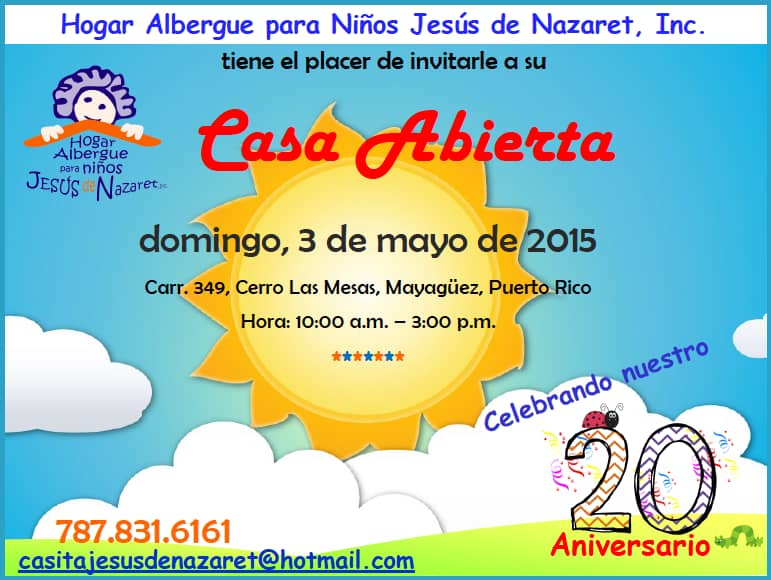 Hogar Albergue para Niños Jesús de Nazaret, Inc.
tiene el placer de invitarle a su
Casa Abierta
Hogar
Albergue
para niños
JESÚS de Nazaret, Inc.
domingo, 3 de mayo de 2015
Carr. 349, Cerro Las Mesas, Mayagüez, Puerto Rico
Hora: 10:00 a.m. – 3:00 p.m.
*******
Celebrando nuestro
20
Aniversario
787.831.6161
casitajesusdenazaret@hotmail.com